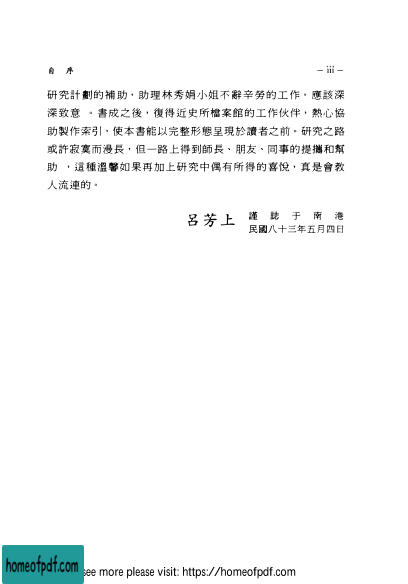 自 序
– iii –
研究計劃的補助，助理林秀娟小姐不辭辛勞的工作，應該深
深致意 。書成之後，復得近史所檔案館的工作伙伴，熱心協
助製作索引，使本書能以完整形態呈現於讀者之前。研究之路
或許寂寞而漫長，但一路上得到師長、朋友、同事的提攜和幫
助 ，這種溫馨如果再加上研究中偶有所得的喜悅，真是會教
人流連的。
呂芳上 謹誌于南港
民國八十三年五月四日
homeofpdf.com
see more please visit: https://homeofpdf.com